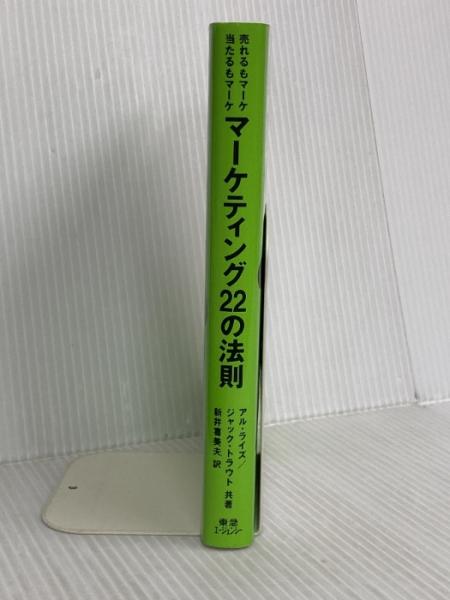 売れるもマーケ
当たるもマーケ
マーケティング22の法則
アル・ライズ/
ジャック・トラウト 共著
新井喜美夫 訳
東急
エージェンシー